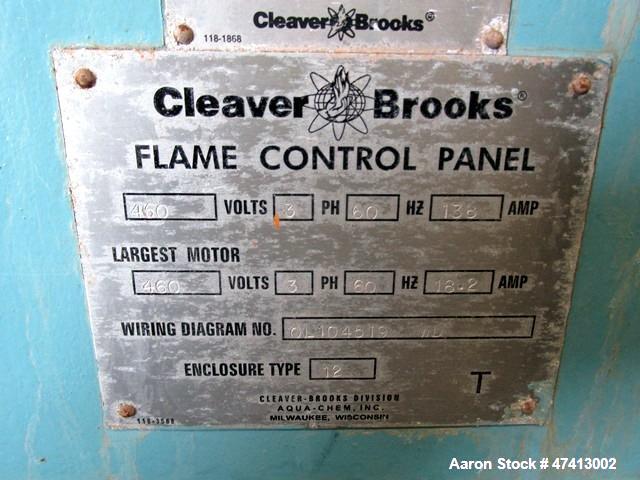 Cleaver Brooks®
118-1868
Cleaver Brooks®
FLAME CONTROL PANEL
460 VOLTS 3 PH 60 HZ AMP
LARGEST MOTOR
460 VOLTS 3 PH 60 HZ 18.2 AMP
WIRING DIAGRAM NO. OL104519 WD
ENCLOSURE TYPE 12
T
CLEAVER-BROOKS DIVISION
AQUA-CHEM, INC.
MILWAUKEE, WISCONSIN
Aaron Stock # 47413002